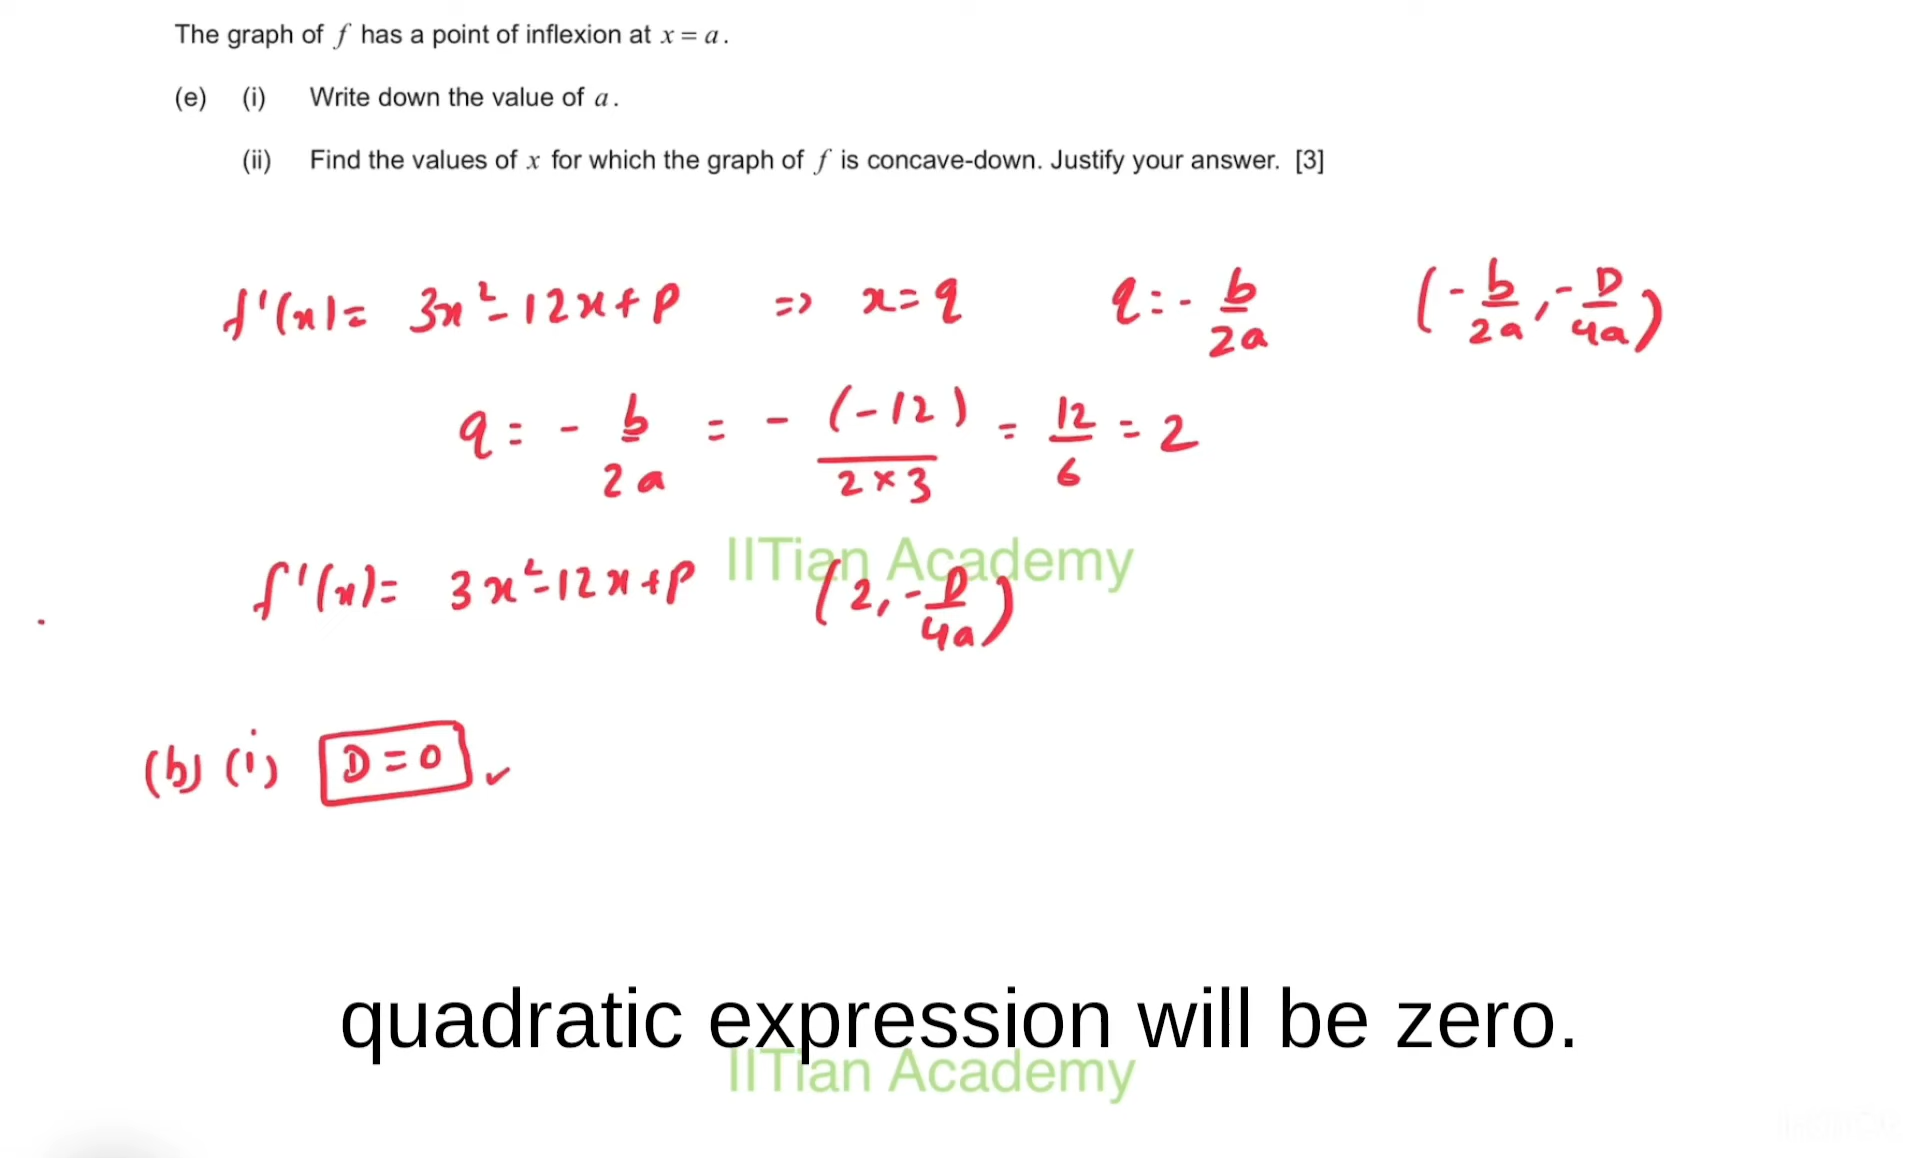 The graph of f has a point of inflexion at x = a.
(e) (i) Write down the value of a.
(ii) Find the values of x for which the graph of f is concave-down. Justify your answer. [3]
f'(x) = 3x² - 12x + p ⇒ x = q q = - b/2a (- b/2a, - D/4a)
q = - b/2a = - (-12)/2×3 = 12/6 = 2
IITian Academy
f'(x) = 3x² - 12x + p (2, - D/4a)
(b) (i) D = 0 ✓
quadratic expression will be zero.
IITian Academy